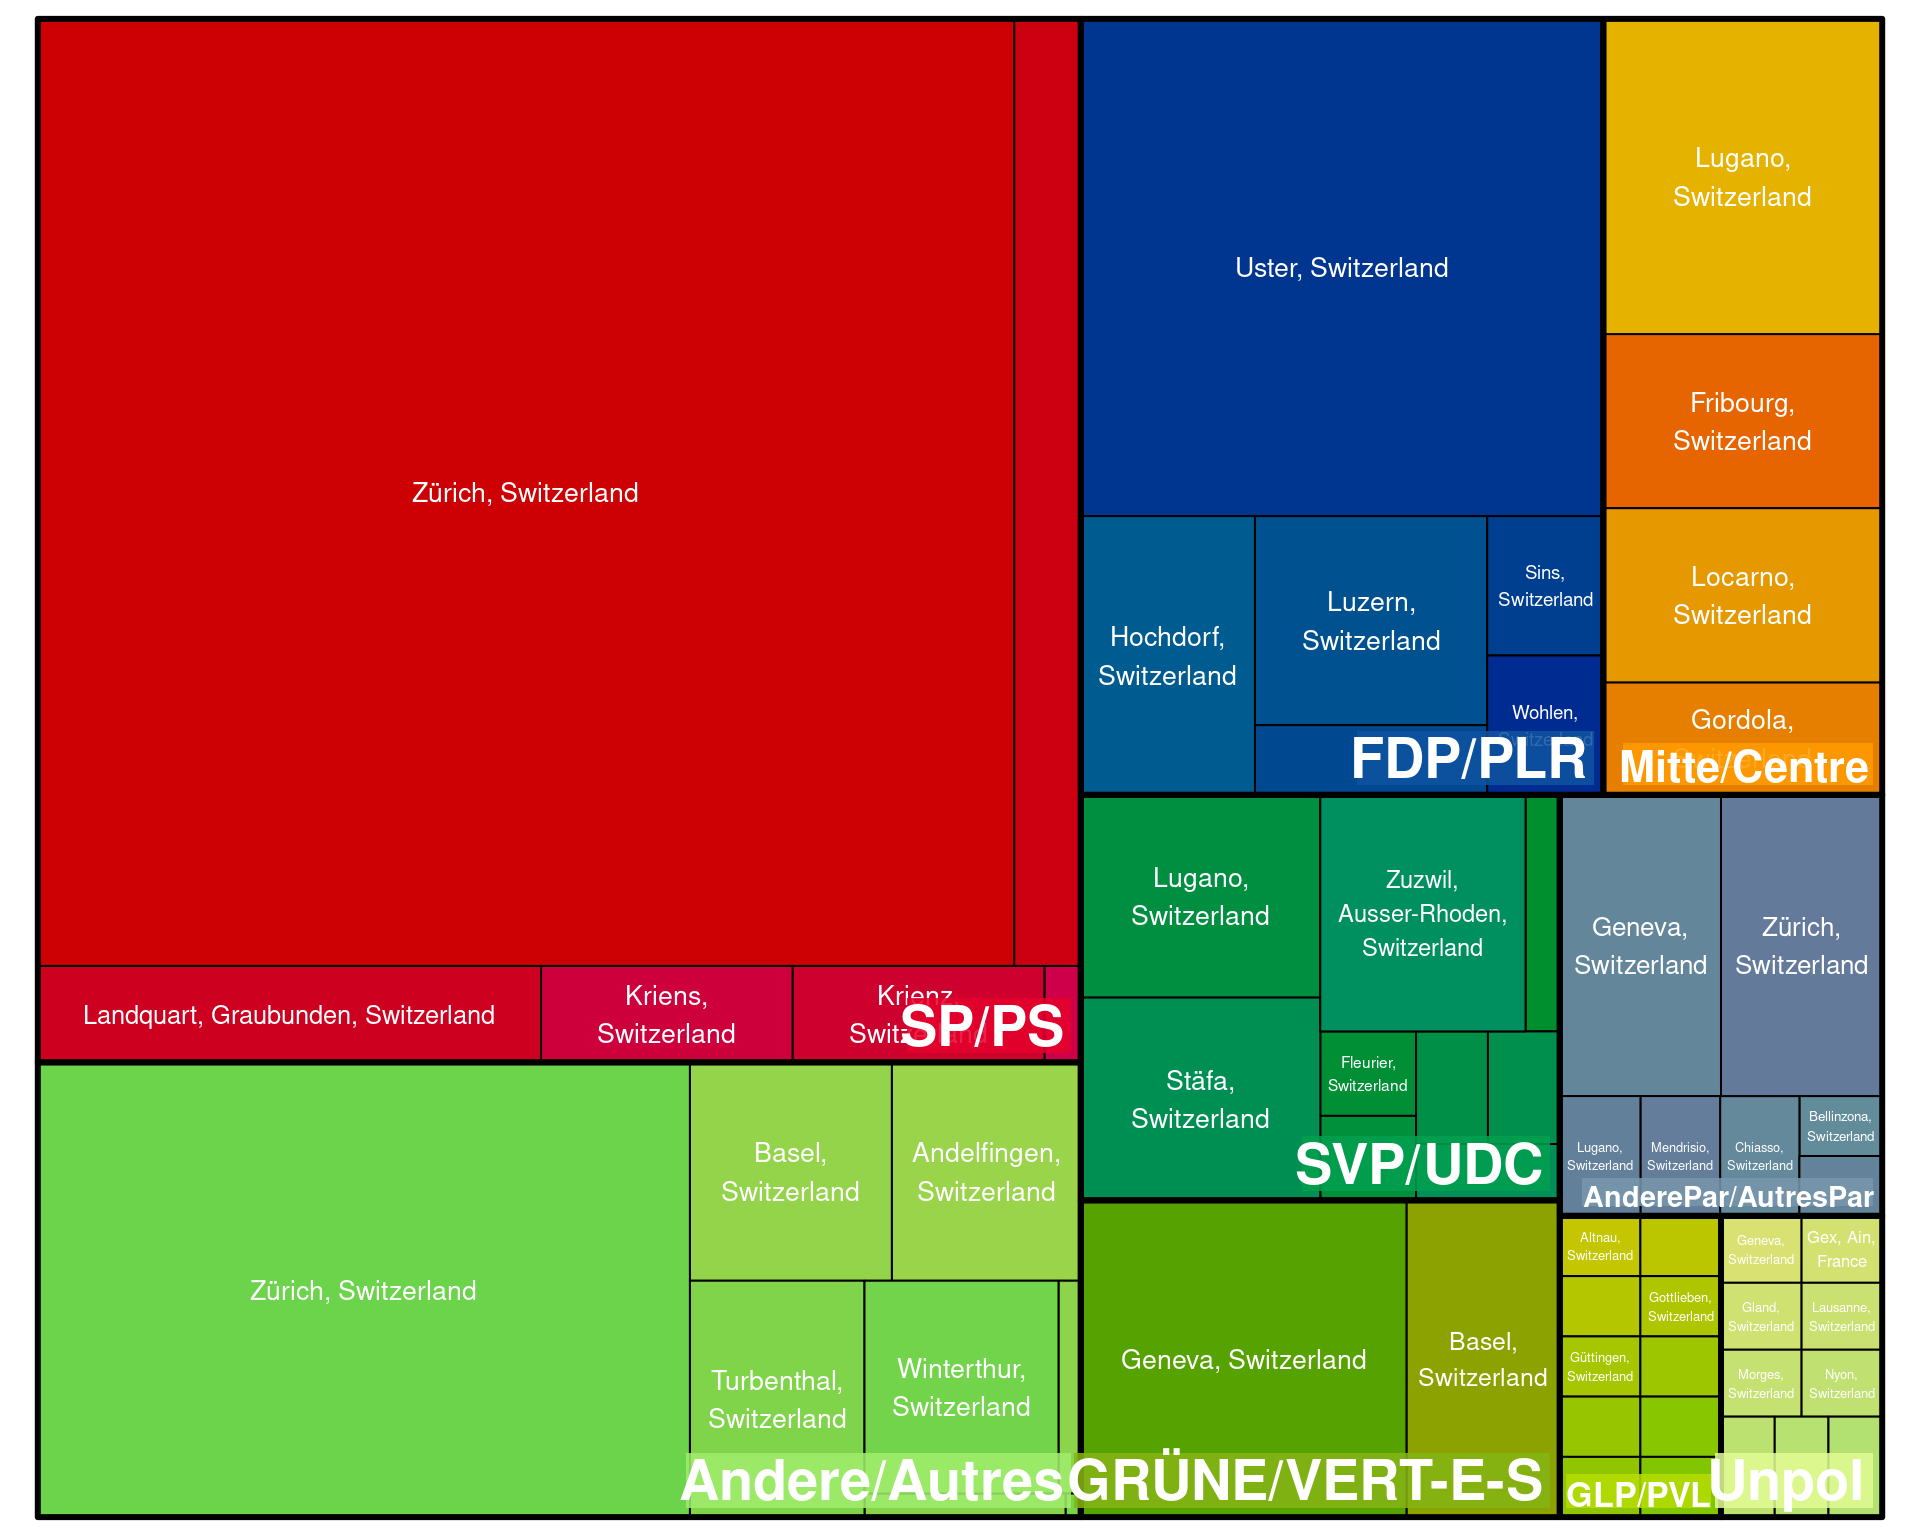 Zürich, Switzerland
Landquart, Graubunden, Switzerland
Kriens,
Switzerland
Krienz,
Switzerland
SP/PS
Uster, Switzerland
Hochdorf,
Switzerland
Luzern,
Switzerland
Sins,
Switzerland
Wohlen,
Switzerland
FDP/PLR
Lugano,
Switzerland
Fribourg,
Switzerland
Locarno,
Switzerland
Gordola,
Switzerland
Mitte/Centre
Zürich, Switzerland
Basel,
Switzerland
Andelfingen,
Switzerland
Turbenthal,
Switzerland
Winterthur,
Switzerland
Andere/Autres
Lugano,
Switzerland
Zuzwil,
Ausser-Rhoden,
Switzerland
Stäfa,
Switzerland
Fleurier,
Switzerland
SVP/UDC
Geneva,
Switzerland
Zürich,
Switzerland
Lugano,
Switzerland
Mendrisio,
Switzerland
Chiasso,
Switzerland
Bellinzona,
Switzerland
AnderePar/AutresPar
Geneva, Switzerland
Basel,
Switzerland
GRÜNE/VERT-E-S
Altnau,
Switzerland
Gottlieben,
Switzerland
Güttingen,
Switzerland
GLP/PVL
Geneva,
Switzerland
Gex, Ain,
France
Gland,
Switzerland
Lausanne,
Switzerland
Morges,
Switzerland
Nyon,
Switzerland
Unpol